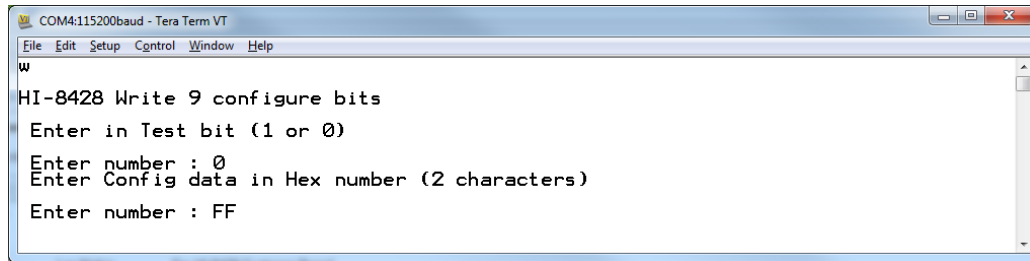 COM4:115200baud - Tera Term VT
File Edit Setup Control Window Help
w
HI-8428 Write 9 configure bits
Enter in Test bit (1 or 0)
Enter number : 0
Enter Config data in Hex number (2 characters)
Enter number : FF